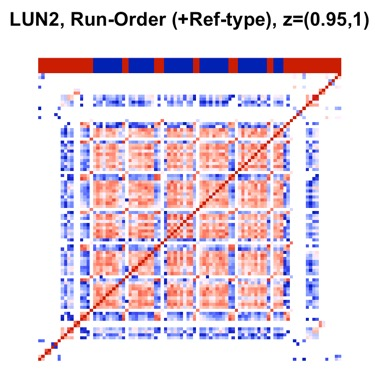 LUN2, Run-Order (+Ref-type), z=(0.95,1)